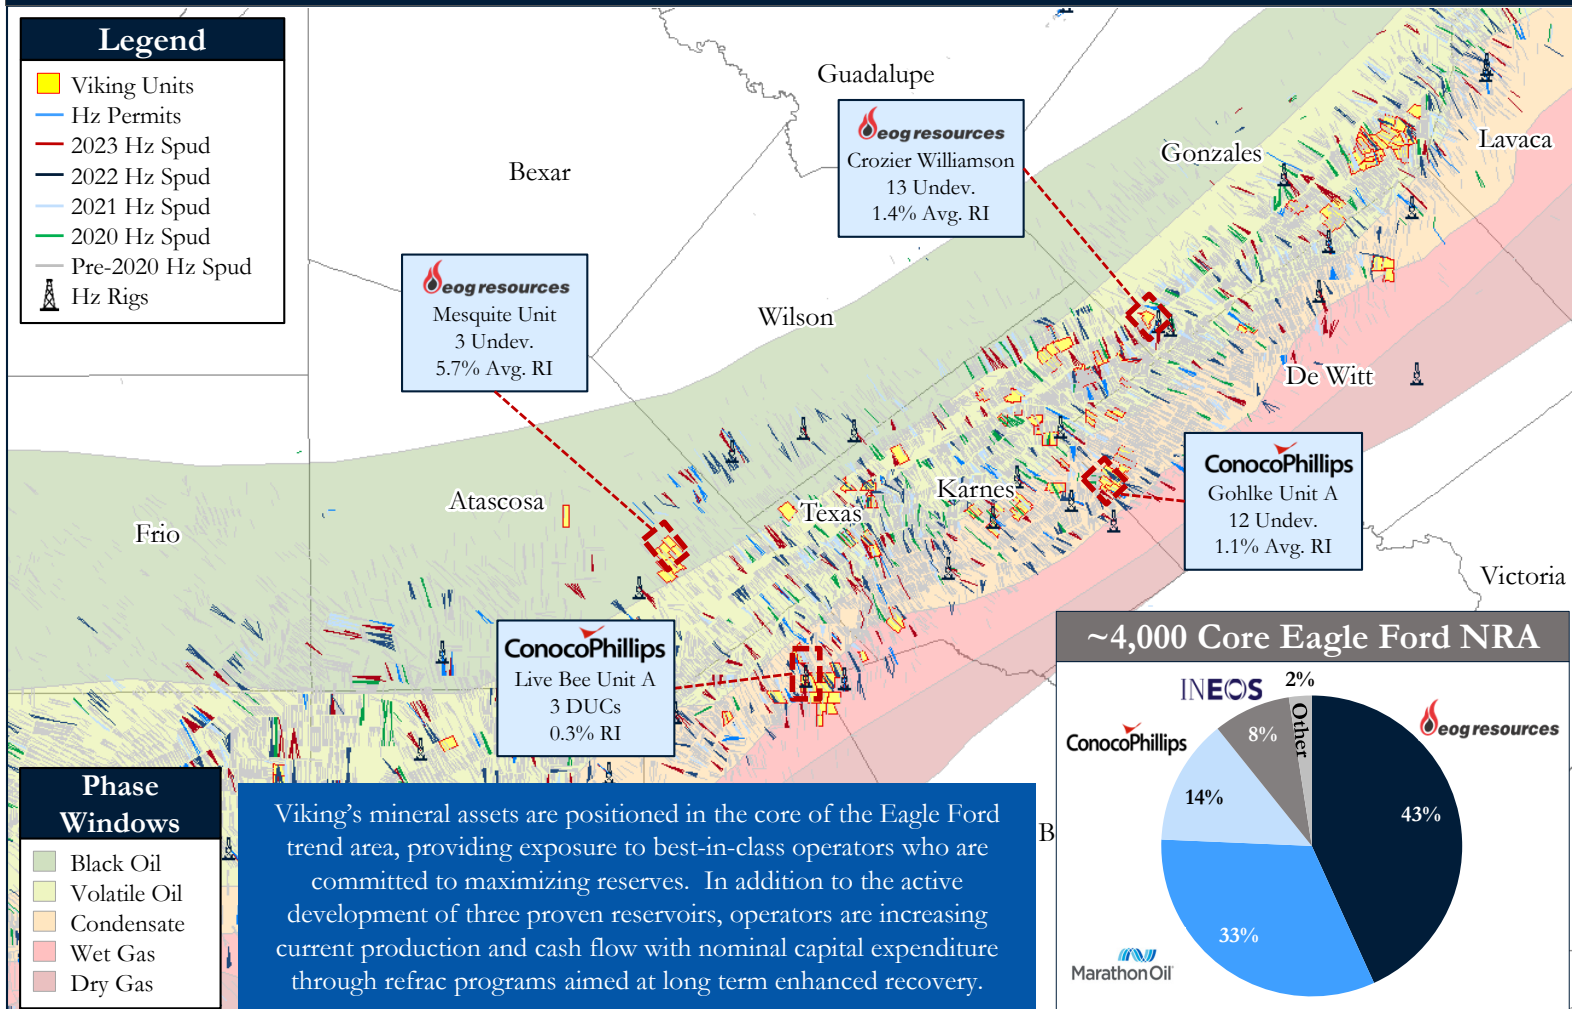 Legend
Viking Units
Hz Permits
2023 Hz Spud
2022 Hz Spud
2021 Hz Spud
2020 Hz Spud
Pre-2020 Hz Spud
Hz Rigs
Guadalupe
Bexar
Gonzales
Lavaca
Wilson
De Witt
Atascosa
Karnes
Texas
Frio
Victoria
B
eog resources
Crozier Williamson
13 Undev.
1.4% Avg. RI
eog resources
Mesquite Unit
3 Undev.
5.7% Avg. RI
ConocoPhillips
Gohlke Unit A
12 Undev.
1.1% Avg. RI
ConocoPhillips
Live Bee Unit A
3 DUCs
0.3% RI
Phase
Windows
Black Oil
Volatile Oil
Condensate
Wet Gas
Dry Gas
Viking’s mineral assets are positioned in the core of the Eagle Ford
trend area, providing exposure to best-in-class operators who are
committed to maximizing reserves.  In addition to the active
development of three proven reservoirs, operators are increasing
current production and cash flow with nominal capital expenditure
through refrac programs aimed at long term enhanced recovery.
~4,000 Core Eagle Ford NRA
INEOS
2%
Other
8%
eog resources
ConocoPhillips
14%
43%
33%
Marathon Oil